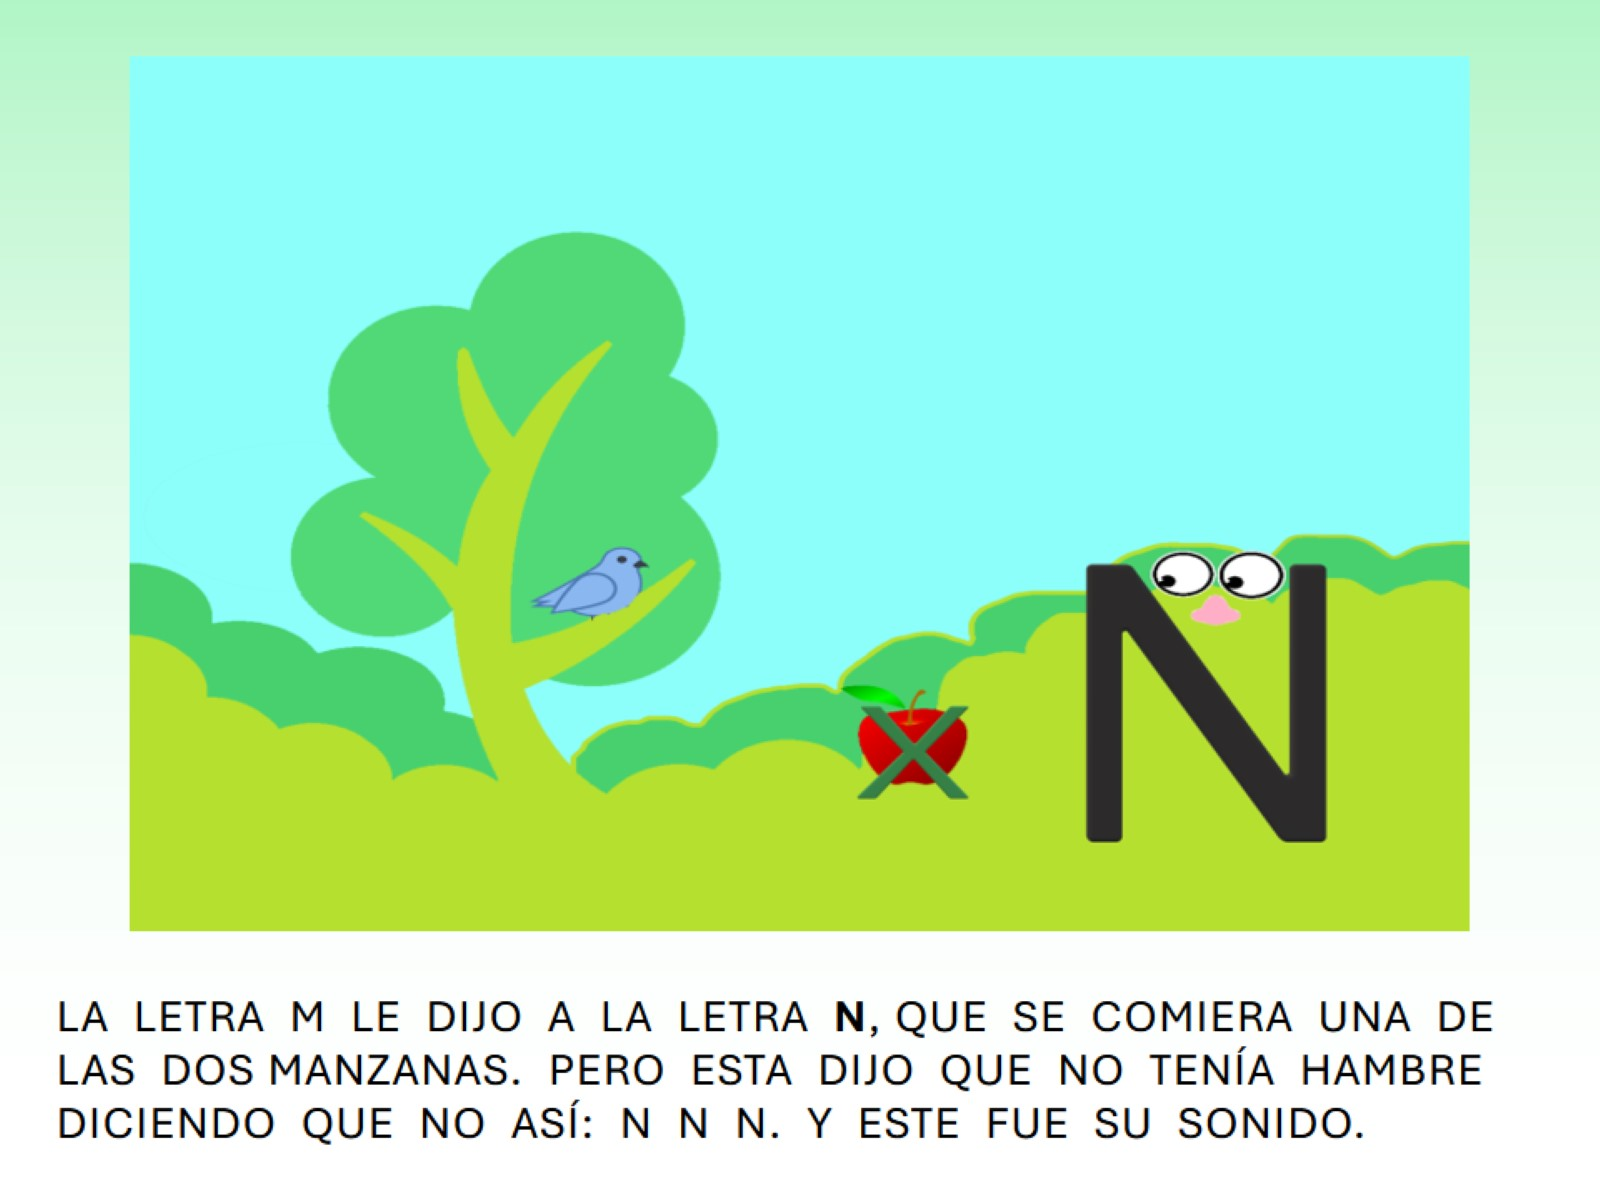 N
LA LETRA M LE DIJO A LA LETRA N, QUE SE COMIERA UNA DE
LAS DOS MANZANAS. PERO ESTA DIJO QUE NO TENÍA HAMBRE
DICIENDO QUE NO ASÍ: N N N. Y ESTE FUE SU SONIDO.